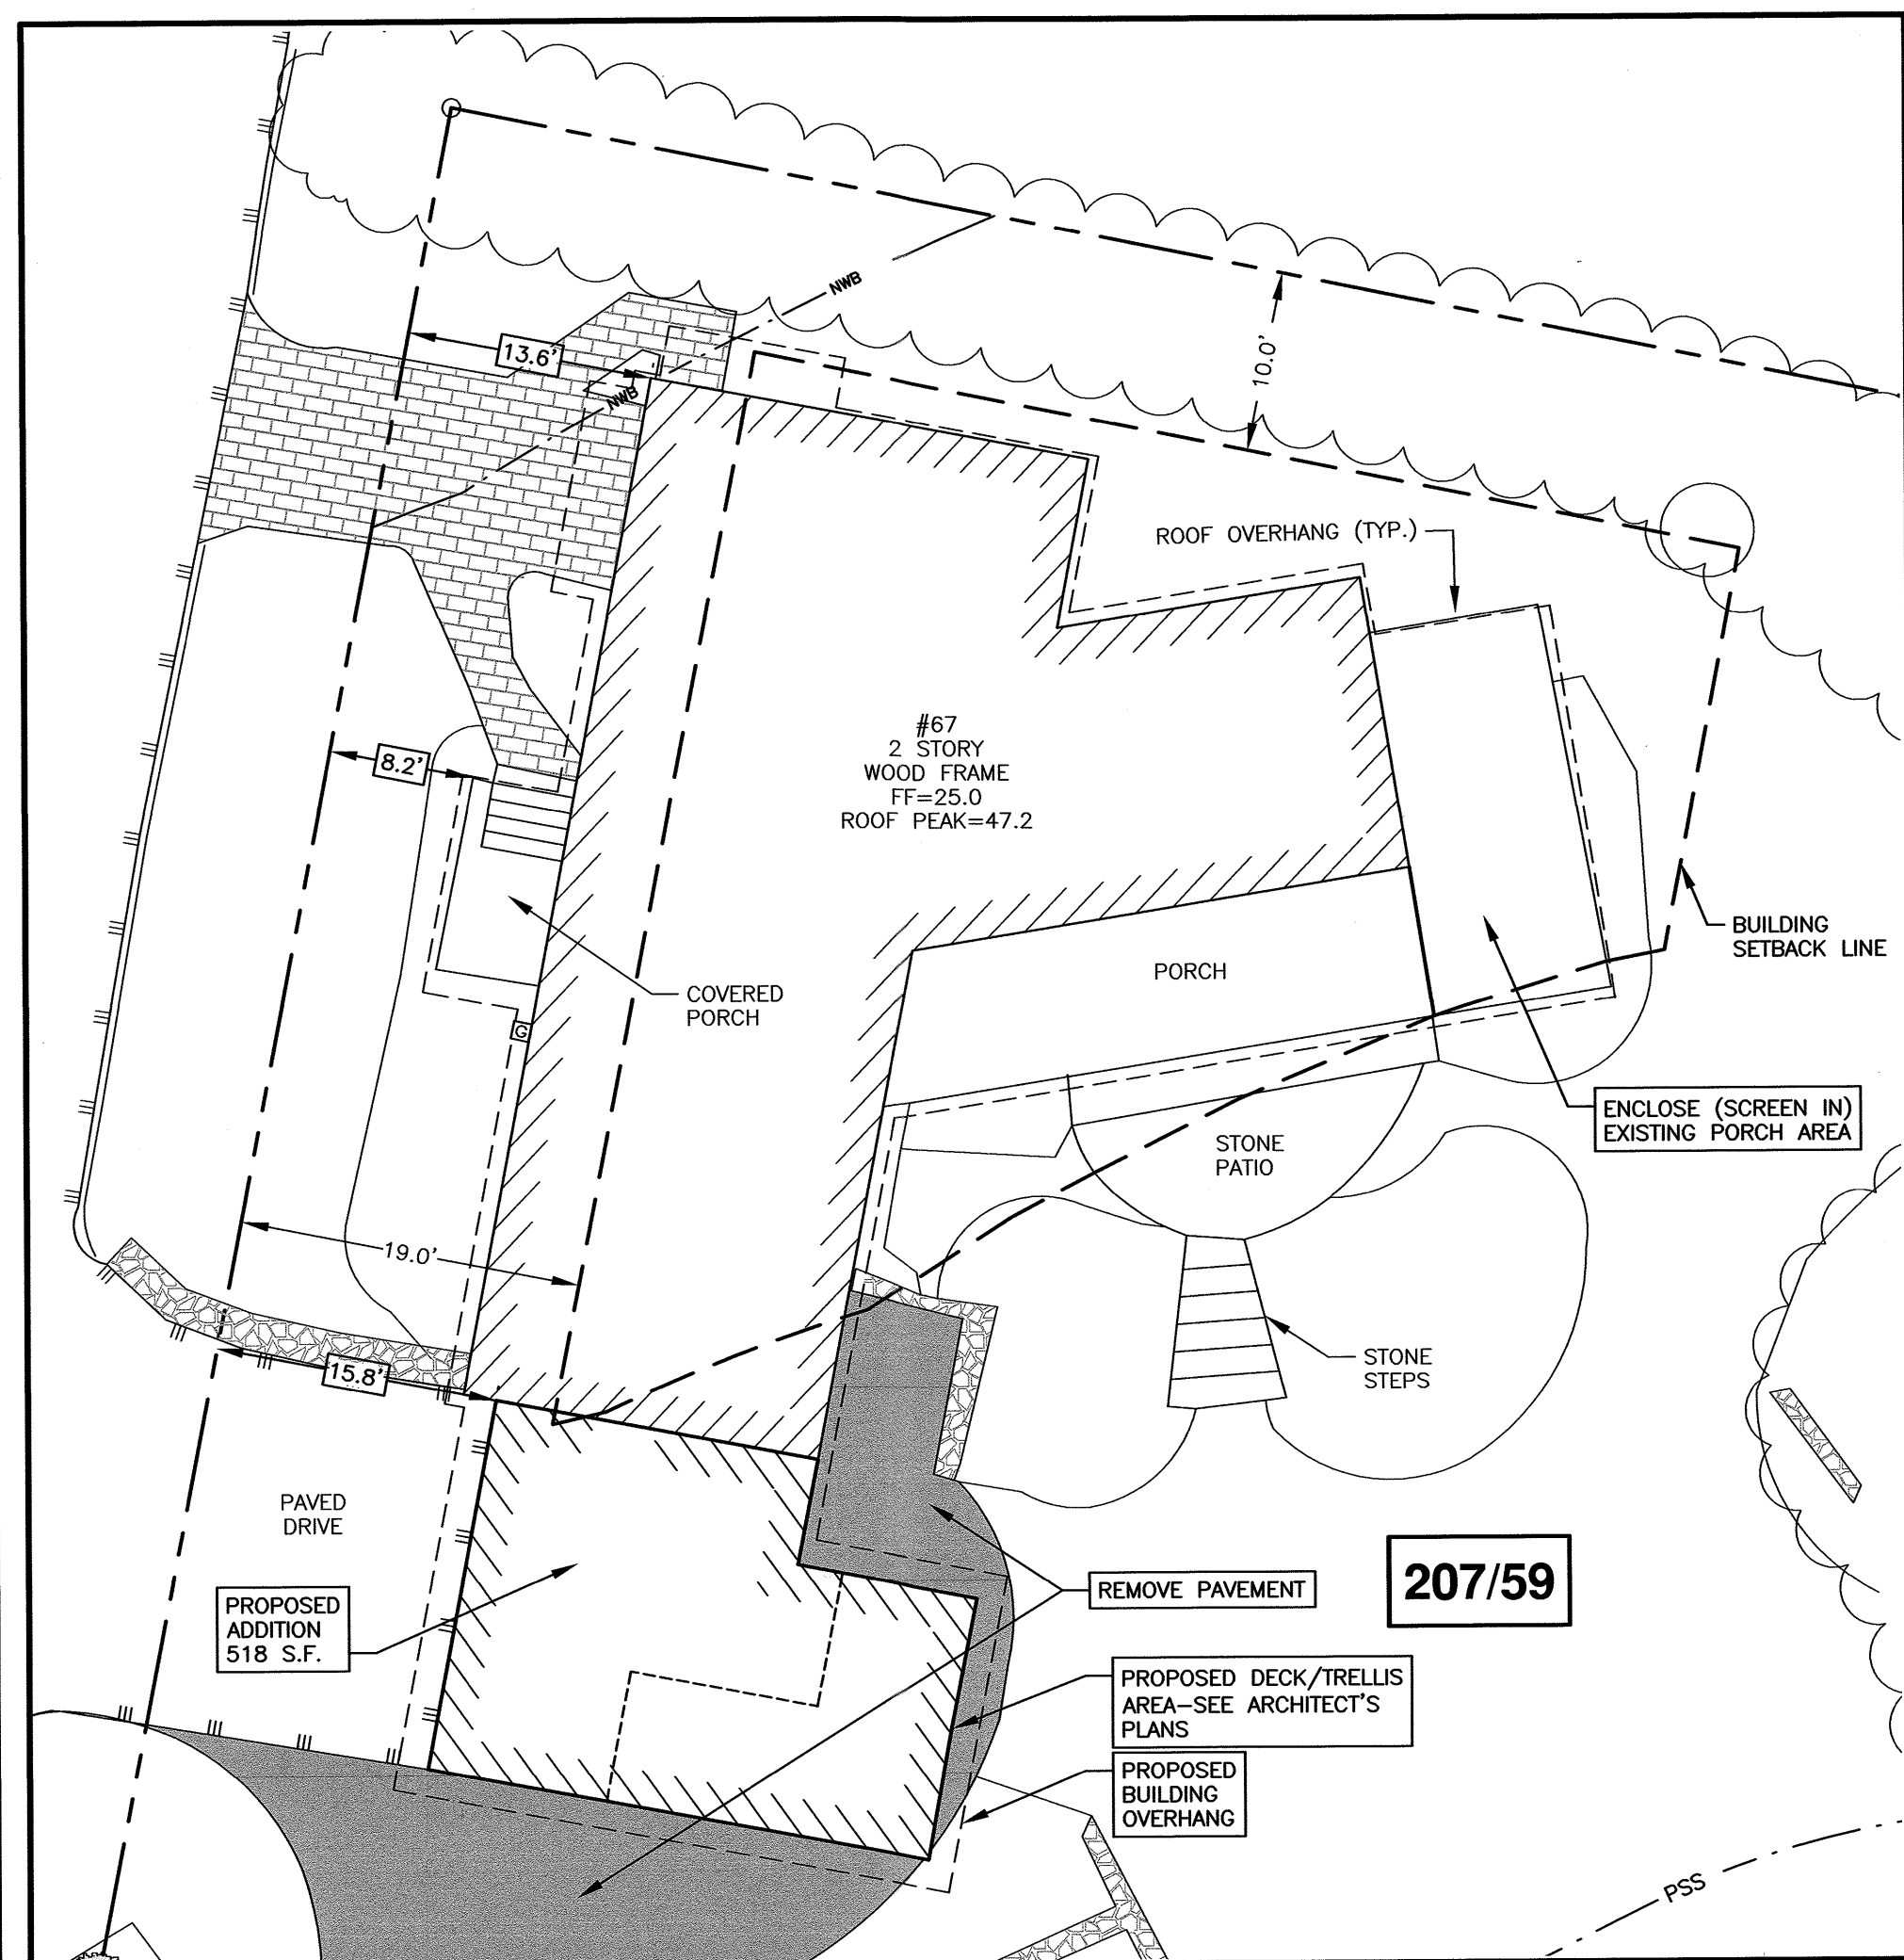 NWB
13.6'
NWB
10.0'
ROOF OVERHANG (TYP.)
#67
2 STORY
WOOD FRAME
FF=25.0
ROOF PEAK=47.2
8.2'
BUILDING
SETBACK LINE
PORCH
COVERED
PORCH
G
ENCLOSE (SCREEN IN)
EXISTING PORCH AREA
STONE
PATIO
19.0'
STONE
STEPS
15.8'
PAVED
DRIVE
REMOVE PAVEMENT
207/59
PROPOSED
ADDITION
518 S.F.
PROPOSED DECK/TRELLIS
AREA-SEE ARCHITECT'S
PLANS
PROPOSED
BUILDING
OVERHANG
PSS